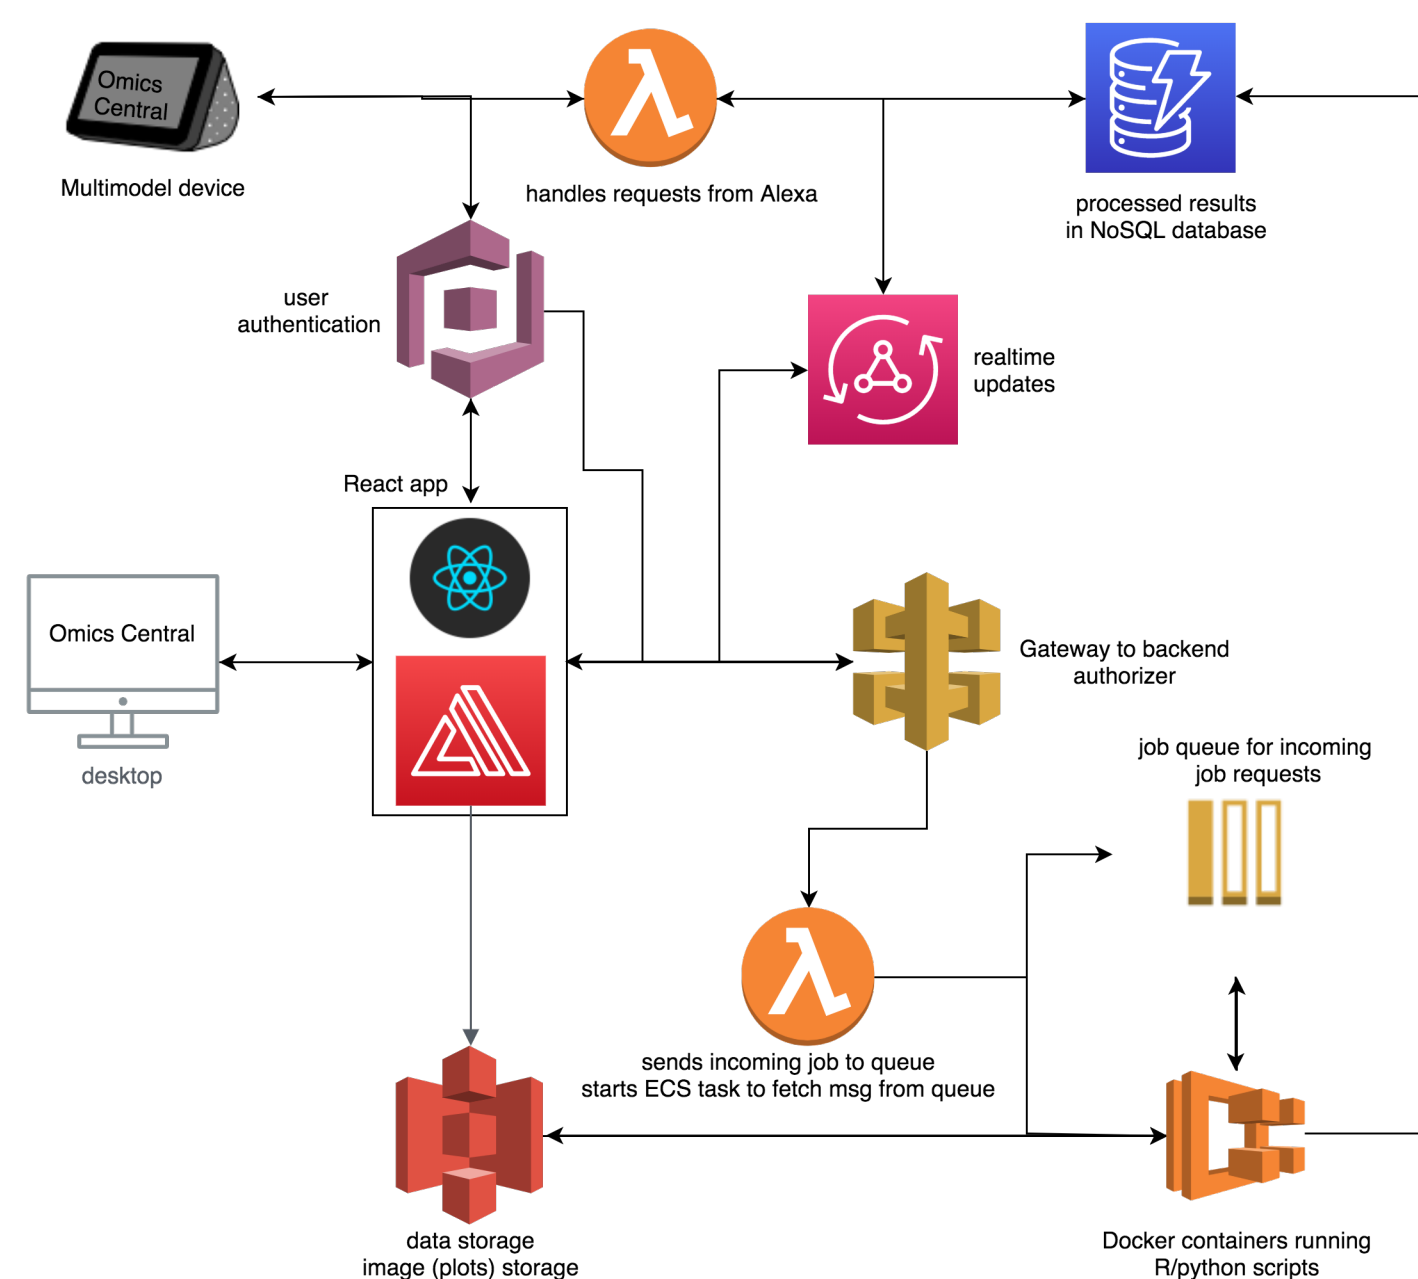 Omics
Central
Multimodel device
handles requests from Alexa
processed results
in NoSQL database
user
authentication
realtime
updates
React app
Omics Central
desktop
Gateway to backend
authorizer
job queue for incoming
job requests
sends incoming job to queue
starts ECS task to fetch msg from queue
data storage
image (plots) storage
Docker containers running
R/python scripts